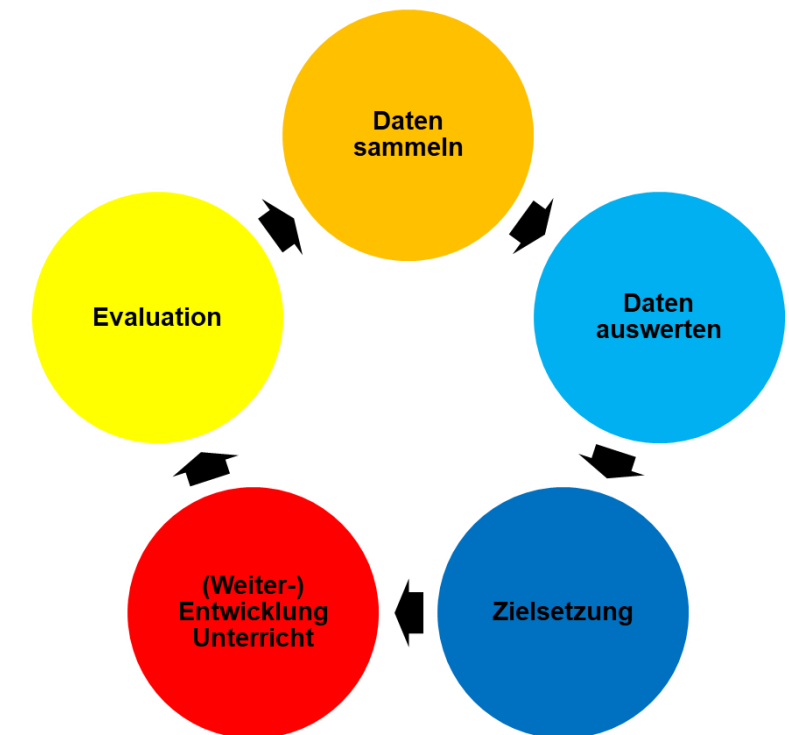 Daten
sammeln
Daten
auswerten
Zielsetzung
(Weiter-)
Entwicklung
Unterricht
Evaluation